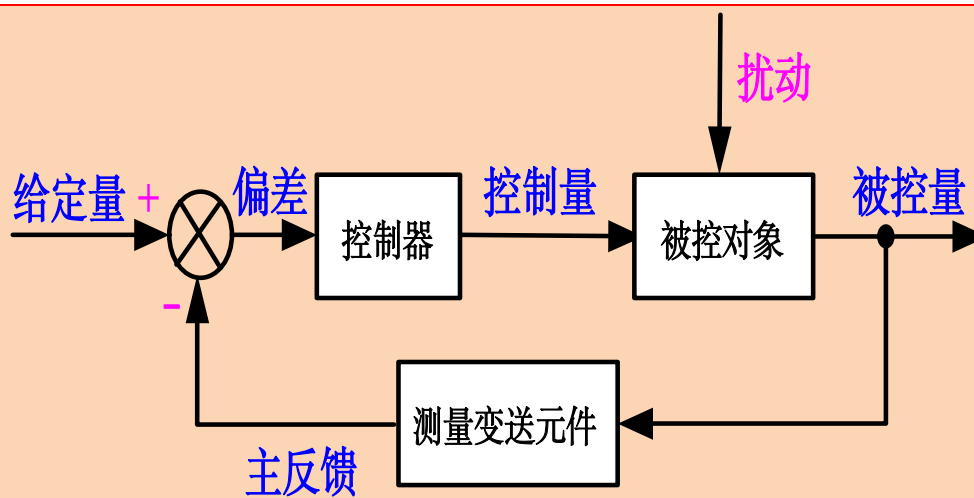 扰动
给定量 + 偏差 控制量 被控量
控制器 被控对象
-
测量变送元件
主反馈